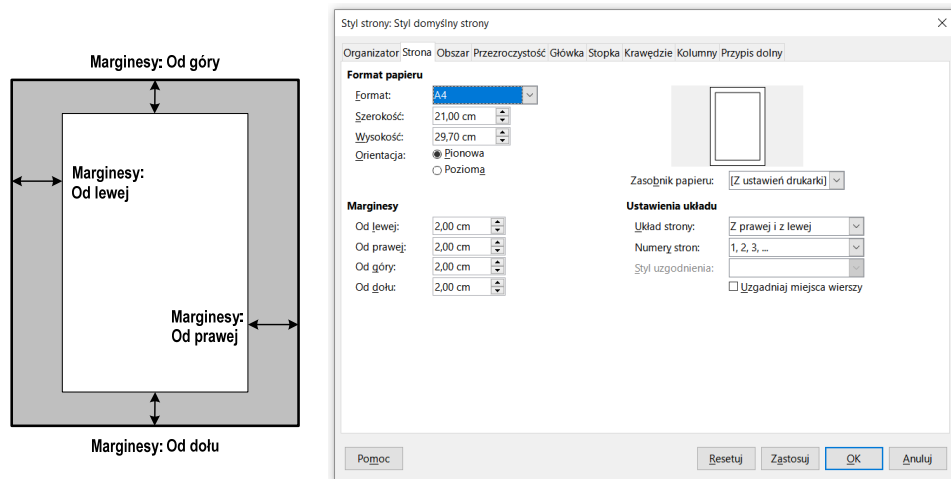 Marginesy: Od góry
Marginesy:
Od lewej
Marginesy:
Od prawej
Marginesy: Od dołu
Styl strony: Styl domyślny strony
Organizator Strona Obszar Przezroczystość Główka Stopka Krawędzie Kolumny Przypis dolny
Format papieru
Format: A4
Szerokość: 21,00 cm
Wysokość: 29,70 cm
Orientacja: Pionowa
Pozioma
Zasobnik papieru: [Z ustawień drukarki]
Marginesy
Od lewej: 2,00 cm
Od prawej: 2,00 cm
Od góry: 2,00 cm
Od dołu: 2,00 cm
Ustawienia układu
Układ strony: Z prawej i z lewej
Numery stron: 1, 2, 3, ...
Styl uzgodnienia:
Uzgadniaj miejsca wierszy
Pomoc Resetuj Zastosuj OK Anuluj